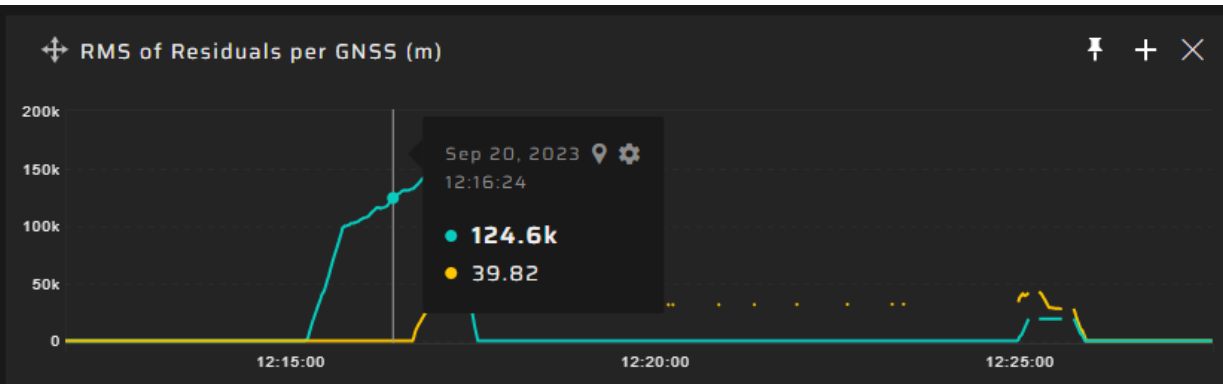 RMS of Residuals per GNSS (m)
200k
150k
100k
50k
0
Sep 20, 2023
12:16:24
124.6k
39.82
12:15:00
12:20:00
12:25:00